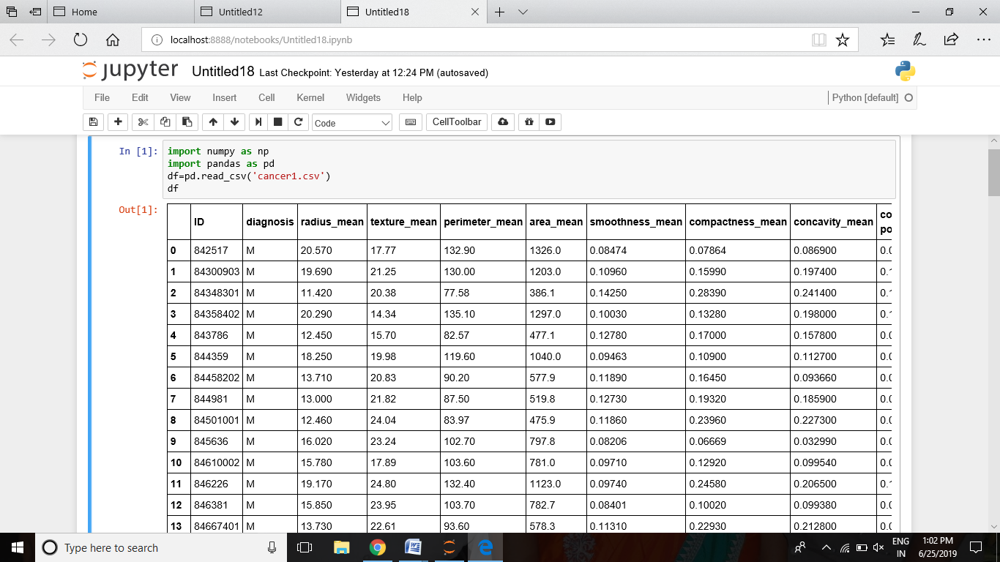 Home
Untitled12
Untitled18
localhost:8888/notebooks/Untitled18.ipynb
jupyter Untitled18 Last Checkpoint: Yesterday at 12:24 PM (autosaved)
File Edit View Insert Cell Kernel Widgets Help Python [default]
Code CellToolbar
In [1]: import numpy as np
import pandas as pd
df=pd.read_csv('cancer1.csv')
df
Out[1]:
ID diagnosis radius_mean texture_mean perimeter_mean area_mean smoothness_mean compactness_mean concavity_mean co
po
0 842517 M 20.570 17.77 132.90 1326.0 0.08474 0.07864 0.086900 0.0
1 84300903 M 19.690 21.25 130.00 1203.0 0.10960 0.15990 0.197400 0.1
2 84348301 M 11.420 20.38 77.58 386.1 0.14250 0.28390 0.241400 0.1
3 84358402 M 20.290 14.34 135.10 1297.0 0.10030 0.13280 0.198000 0.1
4 843786 M 12.450 15.70 82.57 477.1 0.12780 0.17000 0.157800 0.0
5 844359 M 18.250 19.98 119.60 1040.0 0.09463 0.10900 0.112700 0.0
6 84458202 M 13.710 20.83 90.20 577.9 0.11890 0.16450 0.093660 0.0
7 844981 M 13.000 21.82 87.50 519.8 0.12730 0.19320 0.185900 0.0
8 84501001 M 12.460 24.04 83.97 475.9 0.11860 0.23960 0.227300 0.0
9 845636 M 16.020 23.24 102.70 797.8 0.08206 0.06669 0.032990 0.0
10 84610002 M 15.780 17.89 103.60 781.0 0.09710 0.12920 0.099540 0.0
11 846226 M 19.170 24.80 132.40 1123.0 0.09740 0.24580 0.206500 0.1
12 846381 M 15.850 23.95 103.70 782.7 0.08401 0.10020 0.099380 0.0
13 84667401 M 13.730 22.61 93.60 578.3 0.11310 0.22930 0.212800 0.0
Type here to search
ENG
IN
1:02 PM
6/25/2019